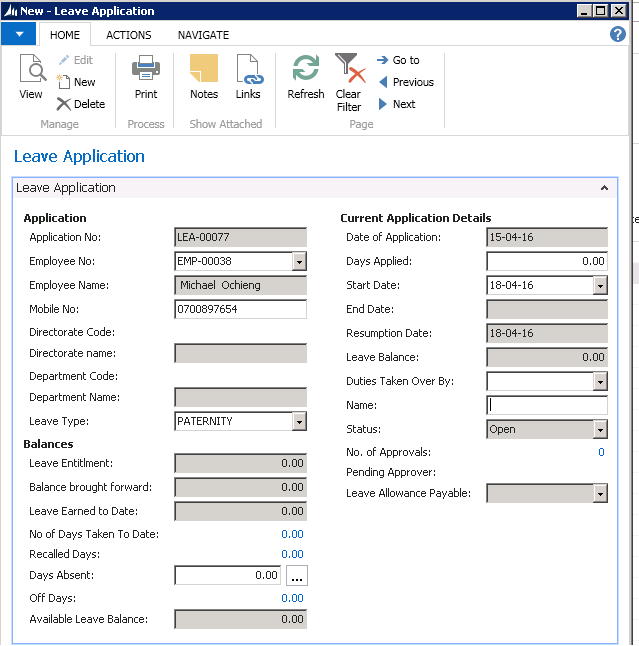 New - Leave Application
HOME ACTIONS NAVIGATE
?
View
Edit
New
Delete
Manage
Print
Process
Notes
Links
Show Attached
Refresh
Clear Filter
Go to
Previous
Next
Page
Leave Application
Leave Application
Application
Application No: LEA-00077
Employee No: EMP-00038
Employee Name: Michael Ochieng
Mobile No: 0700897654
Directorate Code:
Directorate name:
Department Code:
Department Name:
Leave Type: PATERNITY
Balances
Leave Entitlment: 0.00
Balance brought forward: 0.00
Leave Earned to Date: 0.00
No of Days Taken To Date: 0.00
Recalled Days: 0.00
Days Absent: 0.00 ...
Off Days: 0.00
Available Leave Balance: 0.00
Current Application Details
Date of Application: 15-04-16
Days Applied: 0.00
Start Date: 18-04-16
End Date:
Resumption Date: 18-04-16
Leave Balance: 0.00
Duties Taken Over By:
Name:
Status: Open
No. of Approvals: 0
Pending Approver:
Leave Allowance Payable: